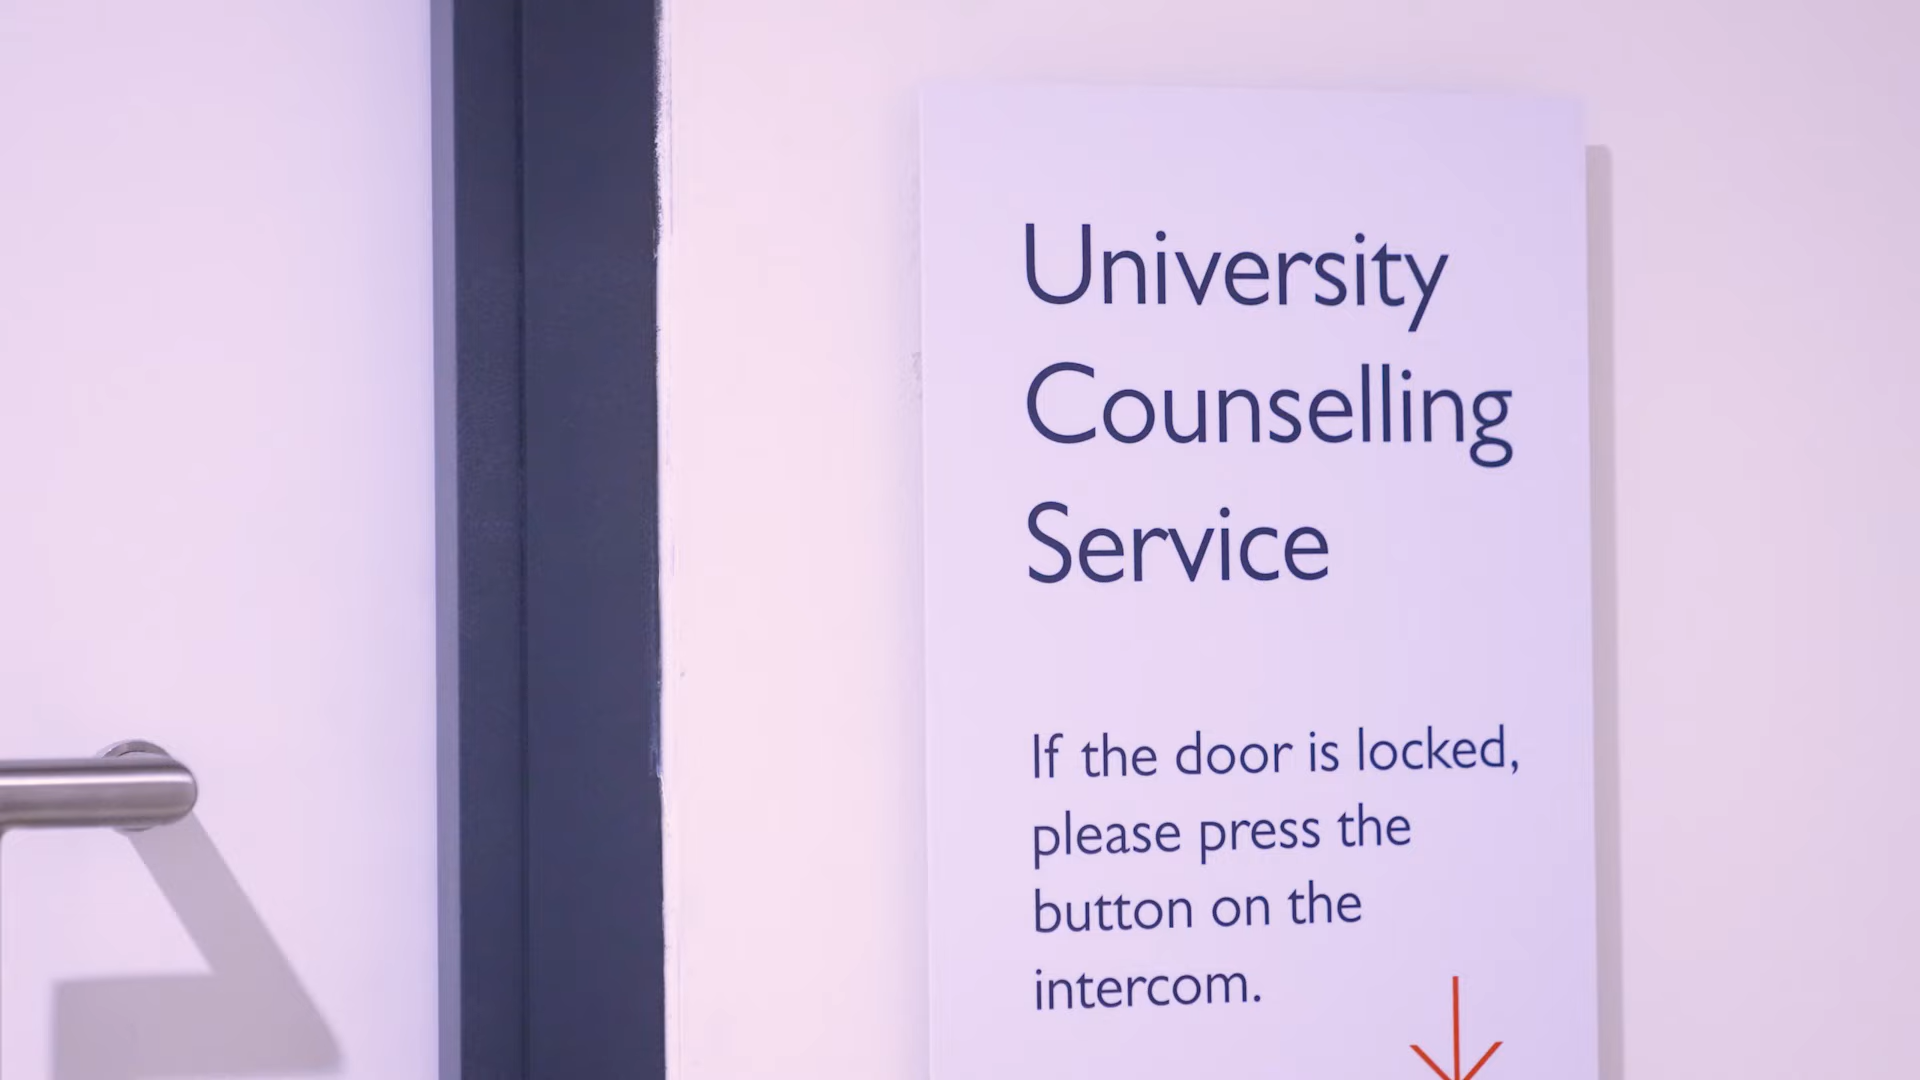 University
Counselling
Service
If the door is locked,
please press the
button on the
intercom.